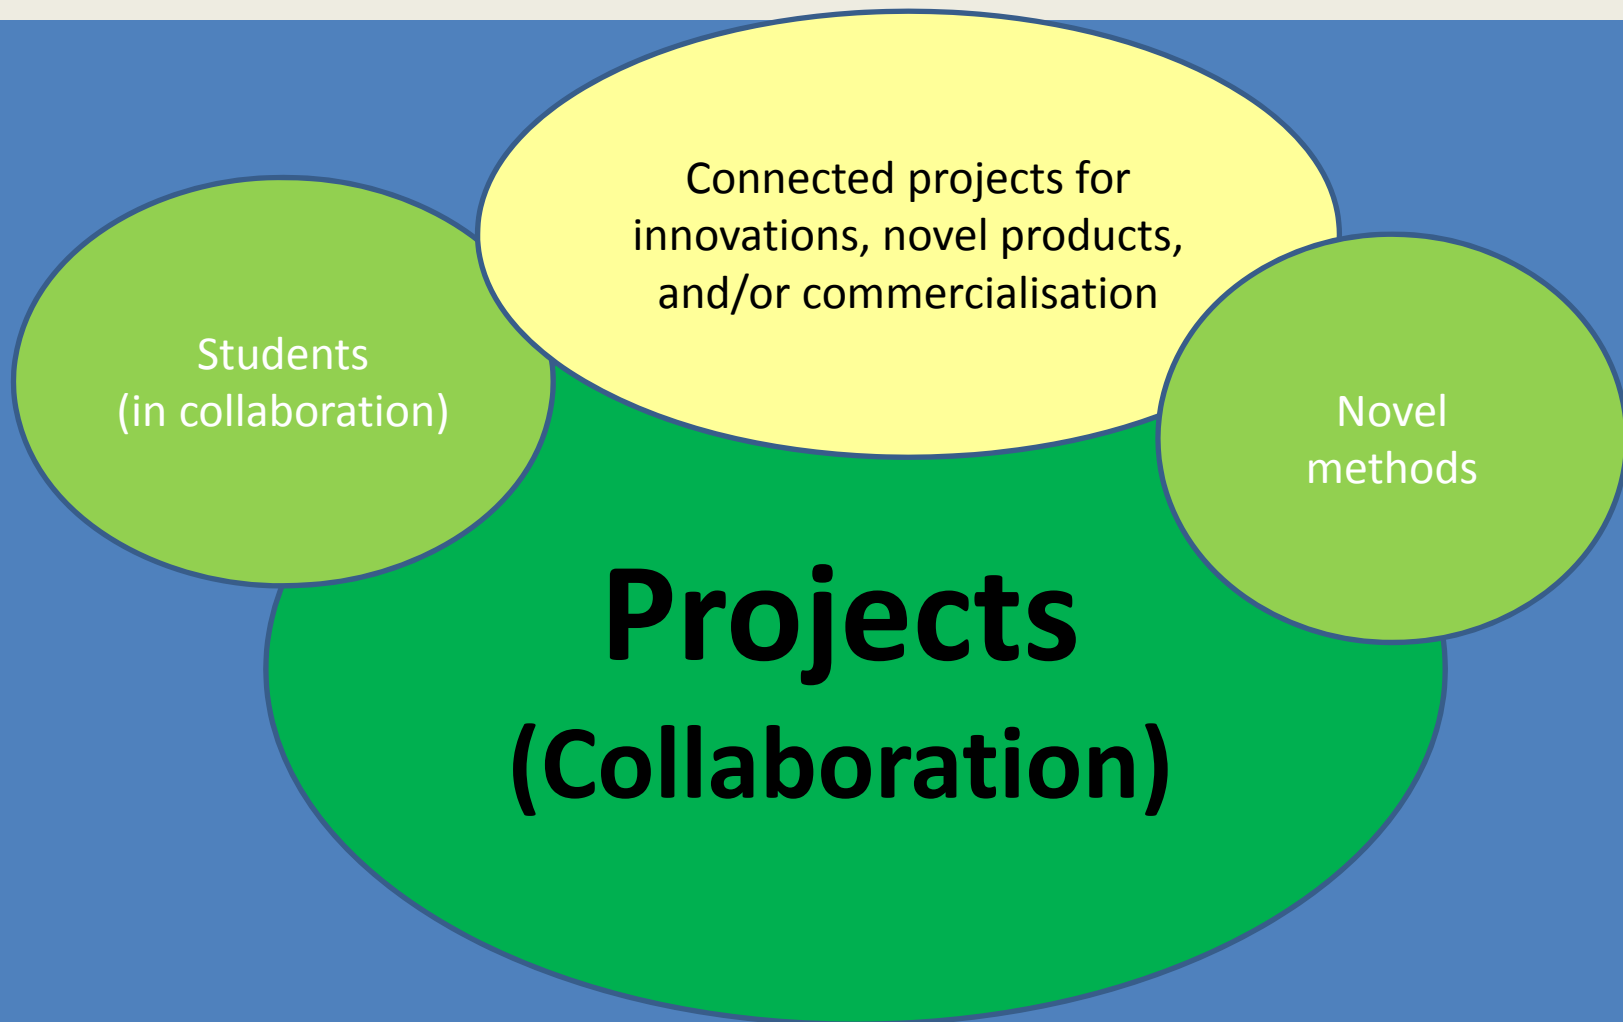 Connected projects for
innovations, novel products,
and/or commercialisation
Students
(in collaboration)
Novel
methods
Projects
(Collaboration)